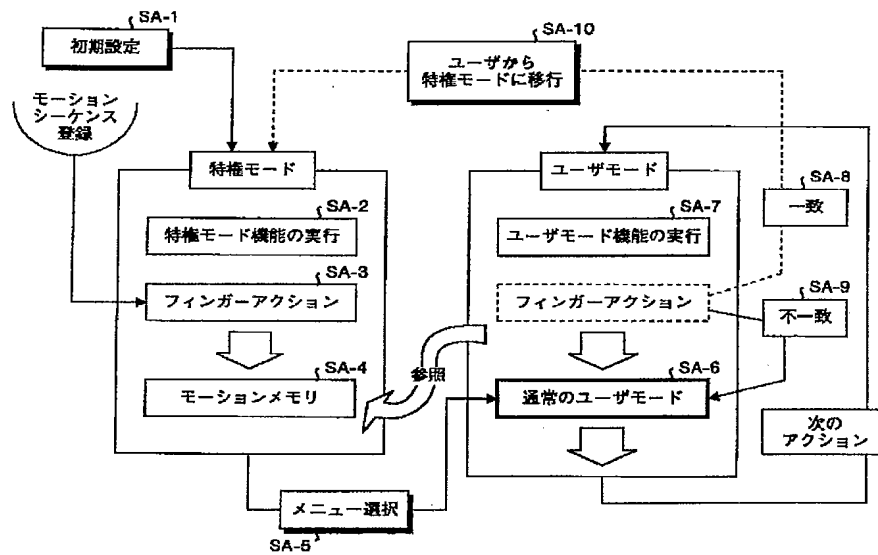 SA-1
初期設定
SA-10
ユーザから
特権モードに移行
モーション
シーケンス
登録
特権モード
ユーザモード
SA-8
一致
SA-2
特権モード機能の実行
SA-7
ユーザモード機能の実行
SA-3
フィンガーアクション
フィンガーアクション
SA-9
不一致
参照
SA-4
モーションメモリ
SA-6
通常のユーザモード
次の
アクション
メニュー選択
SA-5